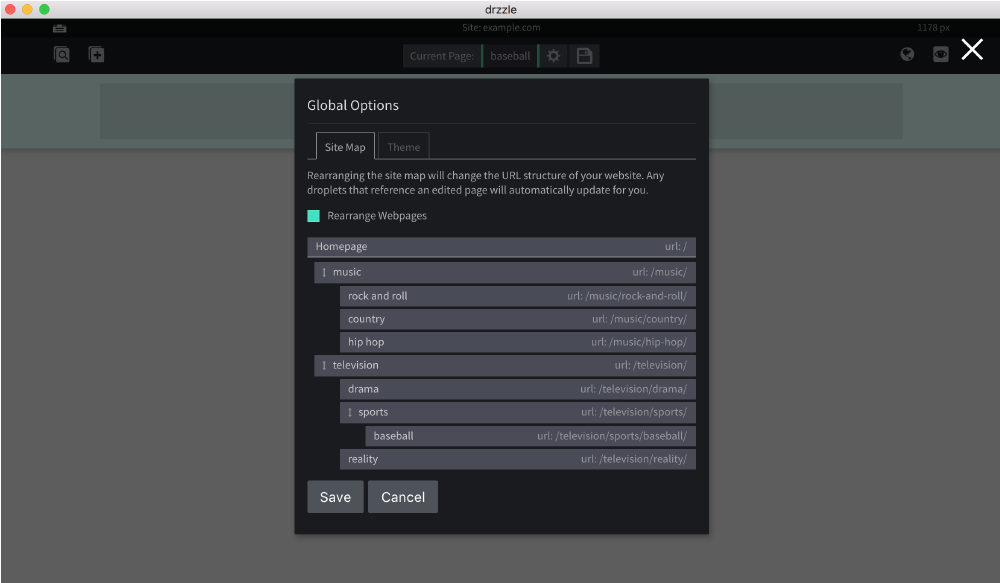 drzzle
Site: example.com
1178 px
Current Page: baseball
Global Options
Site Map Theme
Rearranging the site map will change the URL structure of your website. Any
droplets that reference an edited page will automatically update for you.
Rearrange Webpages
Homepage url: /
music url: /music/
rock and roll url: /music/rock-and-roll/
country url: /music/country/
hip hop url: /music/hip-hop/
television url: /television/
drama url: /television/drama/
sports url: /television/sports/
baseball url: /television/sports/baseball/
reality url: /television/reality/
Save Cancel